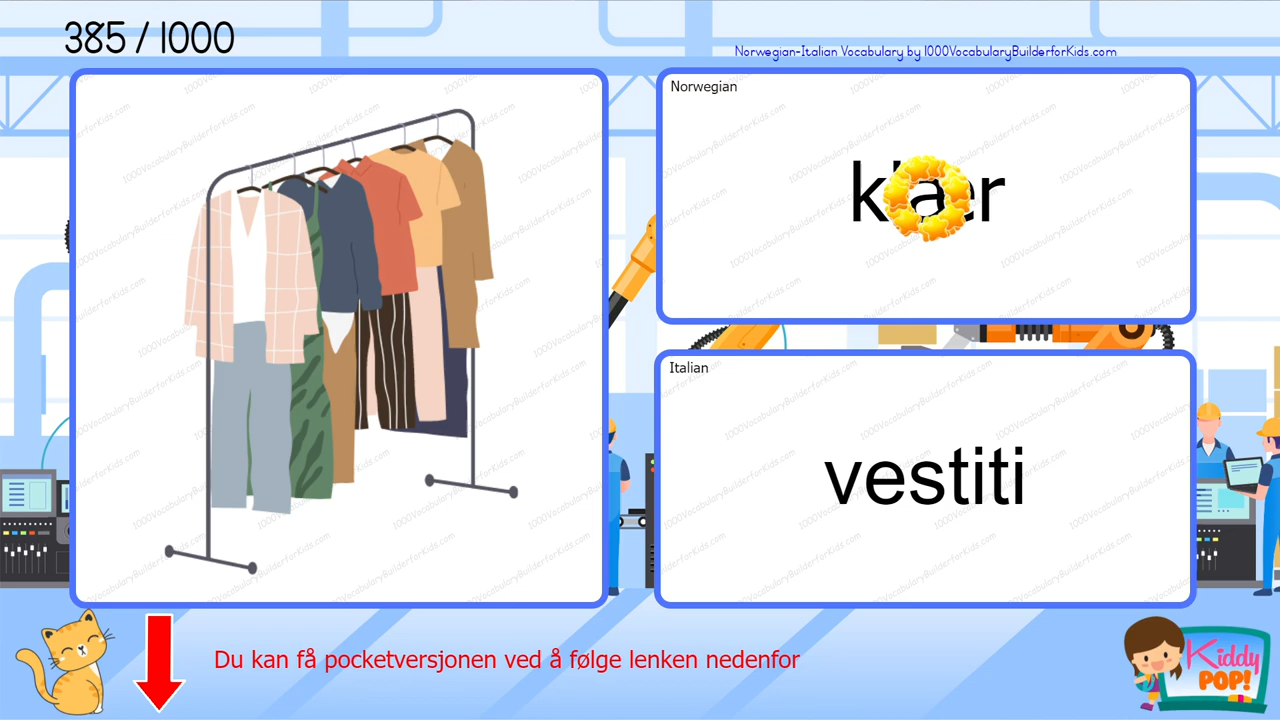 385 / 1000
Norwegian-Italian Vocabulary by 1000VocabularyBuilderforKids.com
Norwegian
klær
Italian
vestiti
Du kan få pocketversjonen ved å følge lenken nedenfor
Kiddy
POP!